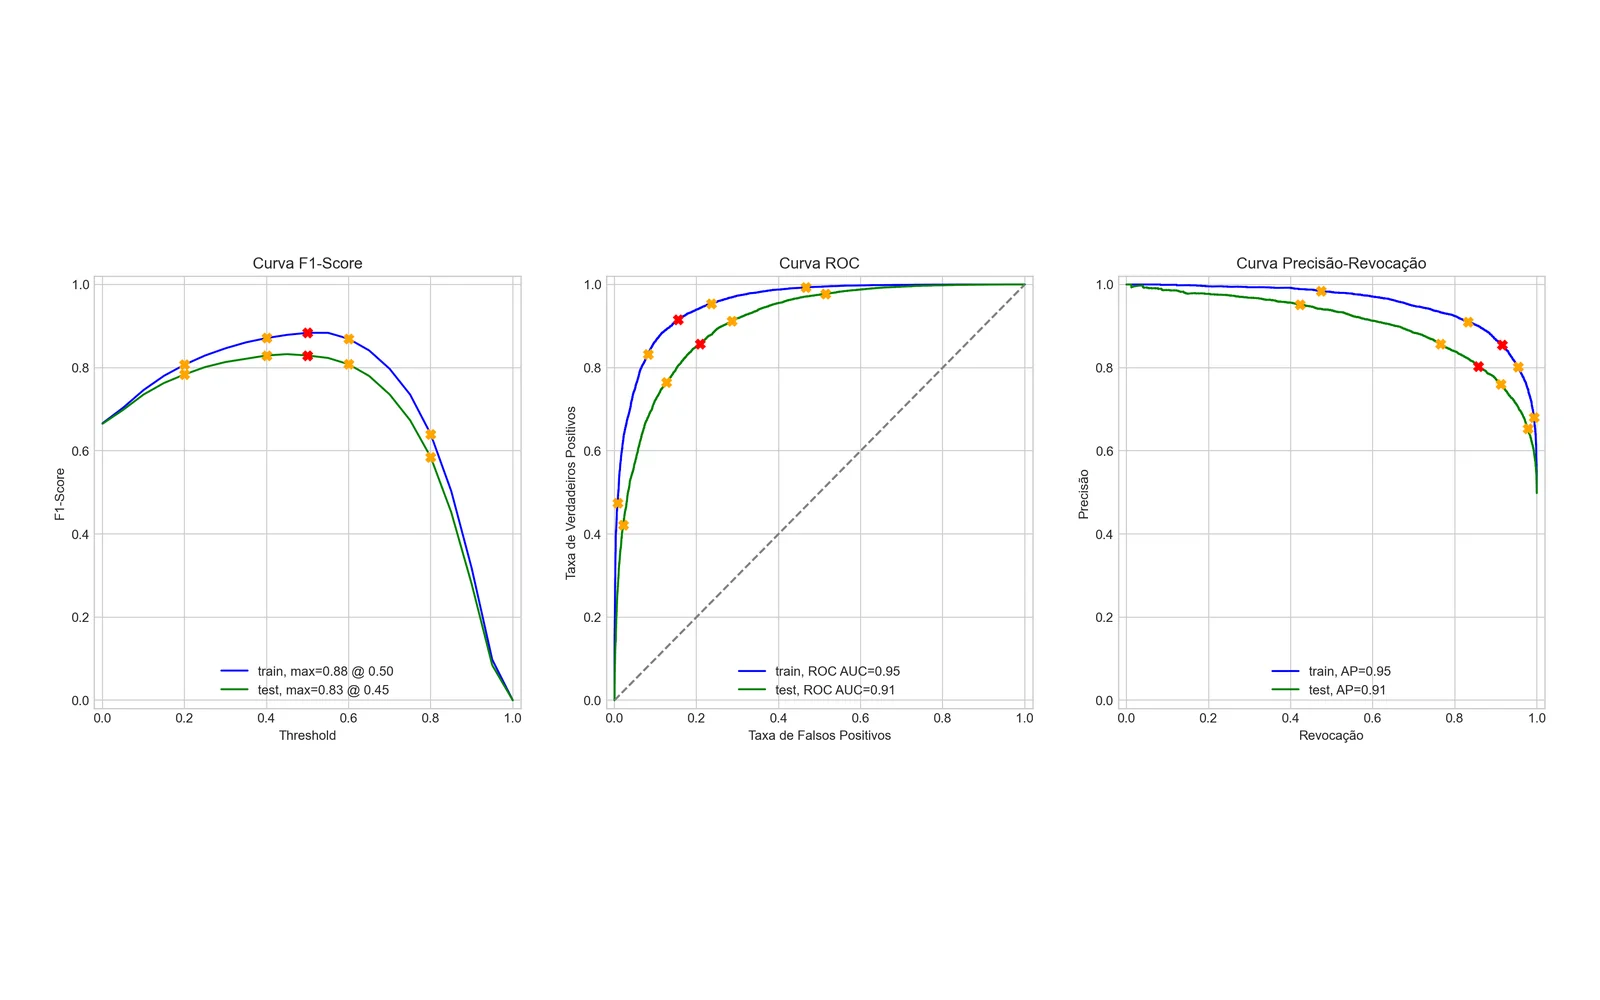 Curva F1-Score
1.0
0.8
0.6
0.4
0.2
0.0
F1-Score
train, max=0.88 @ 0.50
test, max=0.83 @ 0.45
0.0 0.2 0.4 0.6 0.8 1.0
Threshold
Curva ROC
1.0
0.8
0.6
0.4
0.2
0.0
Taxa de Verdadeiros Positivos
train, ROC AUC=0.95
test, ROC AUC=0.91
0.0 0.2 0.4 0.6 0.8 1.0
Taxa de Falsos Positivos
Curva Precisão-Revocação
1.0
0.8
0.6
0.4
0.2
0.0
Precisão
train, AP=0.95
test, AP=0.91
0.0 0.2 0.4 0.6 0.8 1.0
Revocação